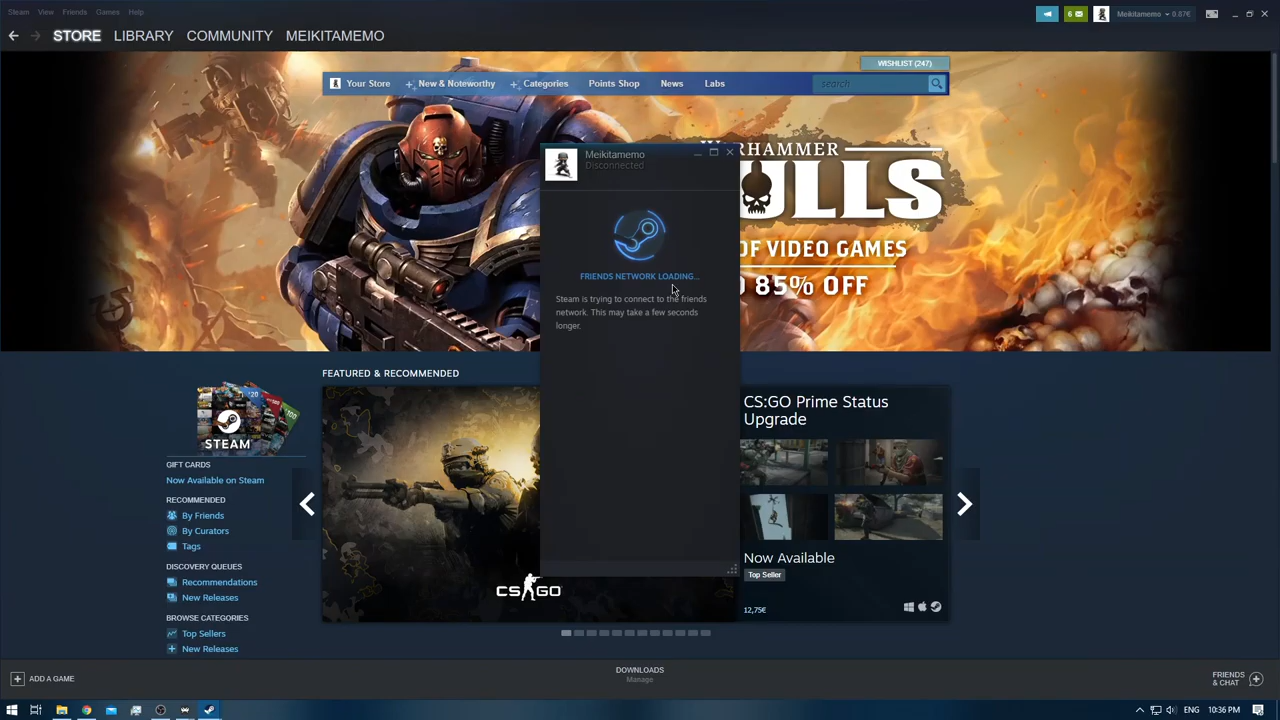 Steam View Friends Games Help
6 Meikitamemo 0.87€
STORE LIBRARY COMMUNITY MEIKITAMEMO
WISHLIST (247)
Your Store New & Noteworthy Categories Points Shop News Labs search
Meikitamemo
Disconnected
RHAMMER
ULLS
OF VIDEO GAMES
85% OFF
FRIENDS NETWORK LOADING...
Steam is trying to connect to the friends
network. This may take a few seconds
longer.
FEATURED & RECOMMENDED
STEAM
GIFT CARDS
Now Available on Steam
RECOMMENDED
By Friends
By Curators
Tags
DISCOVERY QUEUES
Recommendations
New Releases
BROWSE CATEGORIES
Top Sellers
New Releases
CS GO
CS:GO Prime Status
Upgrade
Now Available
Top Seller
12,75€
ADD A GAME
DOWNLOADS
Manage
FRIENDS
& CHAT
ENG 10:36 PM